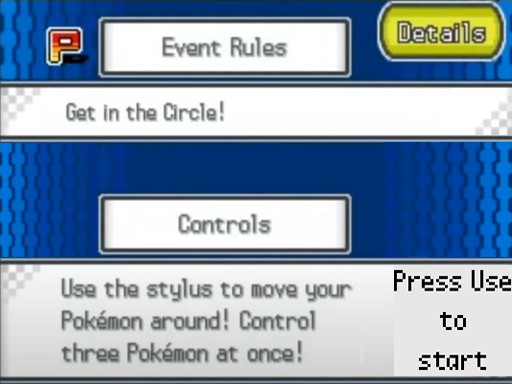 P
Event Rules
Details
Get in the Circle!
Controls
Use the stylus to move your
Pokémon around! Control
three Pokémon at once!
Press Use
to
start